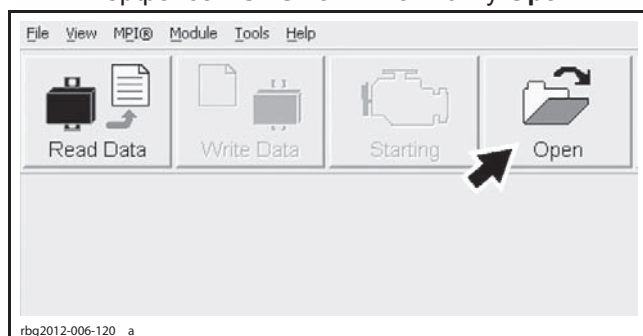 File View MPI® Module Tools Help
Read Data Write Data Starting Open
rbg2012-006-120_a